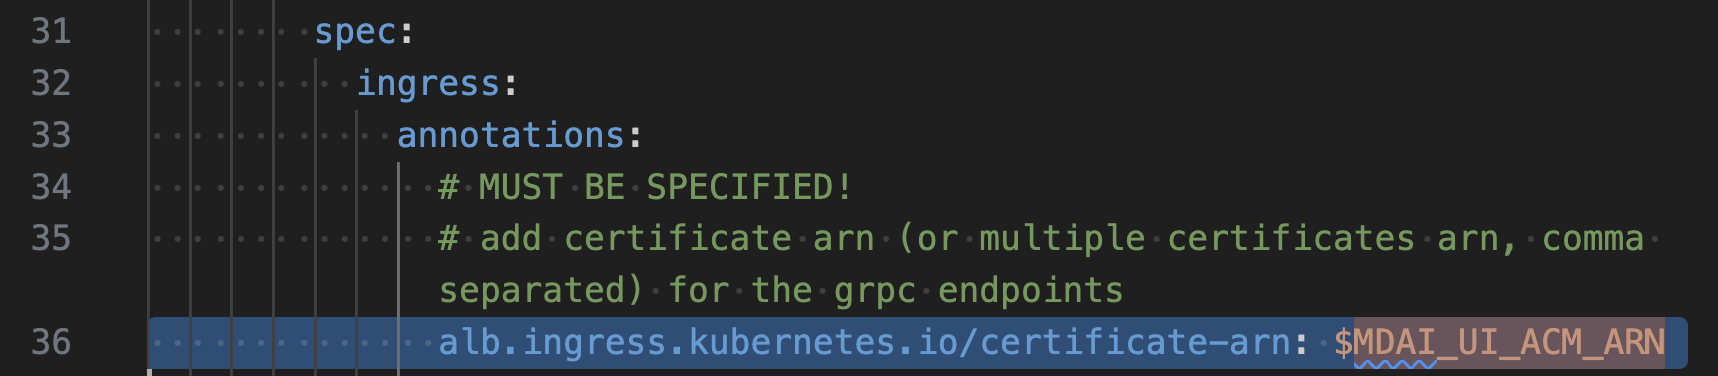 31 spec:
32 ingress:
33 annotations:
34 # MUST BE SPECIFIED!
35 # add certificate arn (or multiple certificates arn, comma
separated) for the grpc endpoints
36 alb.ingress.kubernetes.io/certificate-arn: $MDAI_UI_ACM_ARN